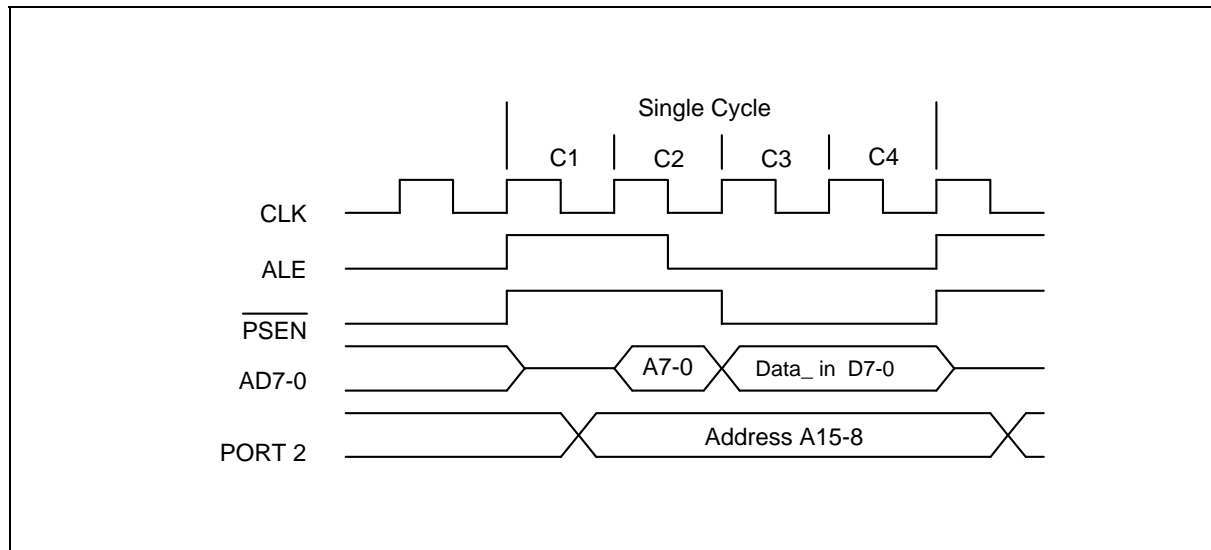 Single Cycle
C1 C2 C3 C4
CLK
ALE
PSEN
AD7-0 A7-0 Data_ in D7-0
PORT 2 Address A15-8